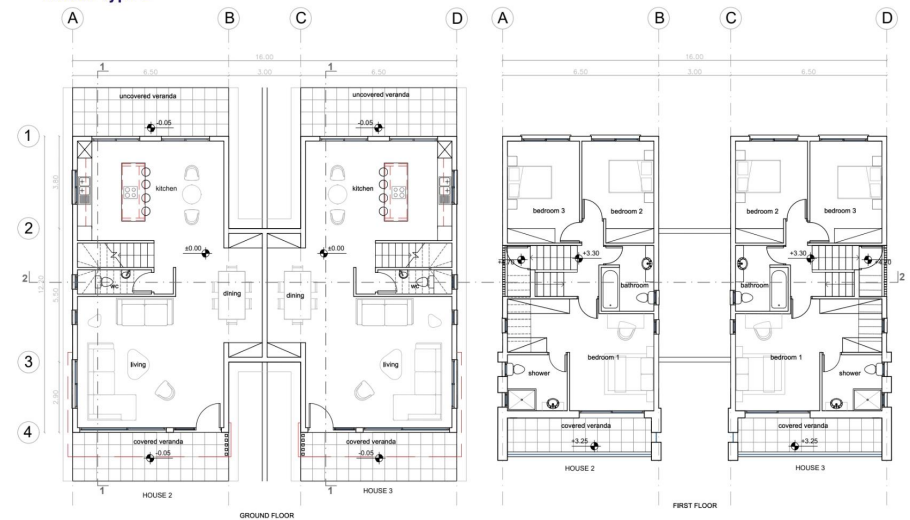 A B C D A B C D
16.00 16.00
6.50 3.00 6.50 6.50 3.00 6.50
1 1
uncovered veranda uncovered veranda
-0.05 -0.05
1
3.80
kitchen kitchen
bedroom 3 bedroom 2 bedroom 2 bedroom 3
2
±0.00 ±0.00
+3.30 +3.30
2 wc wc 2
bathroom bathroom
dining dining
3
living living
bedroom 1 bedroom 1
shower shower
2.90
4
covered veranda covered veranda covered veranda covered veranda
-0.05 -0.05 +3.25 +3.25
1 1
HOUSE 2 HOUSE 3 HOUSE 2 HOUSE 3
GROUND FLOOR FIRST FLOOR